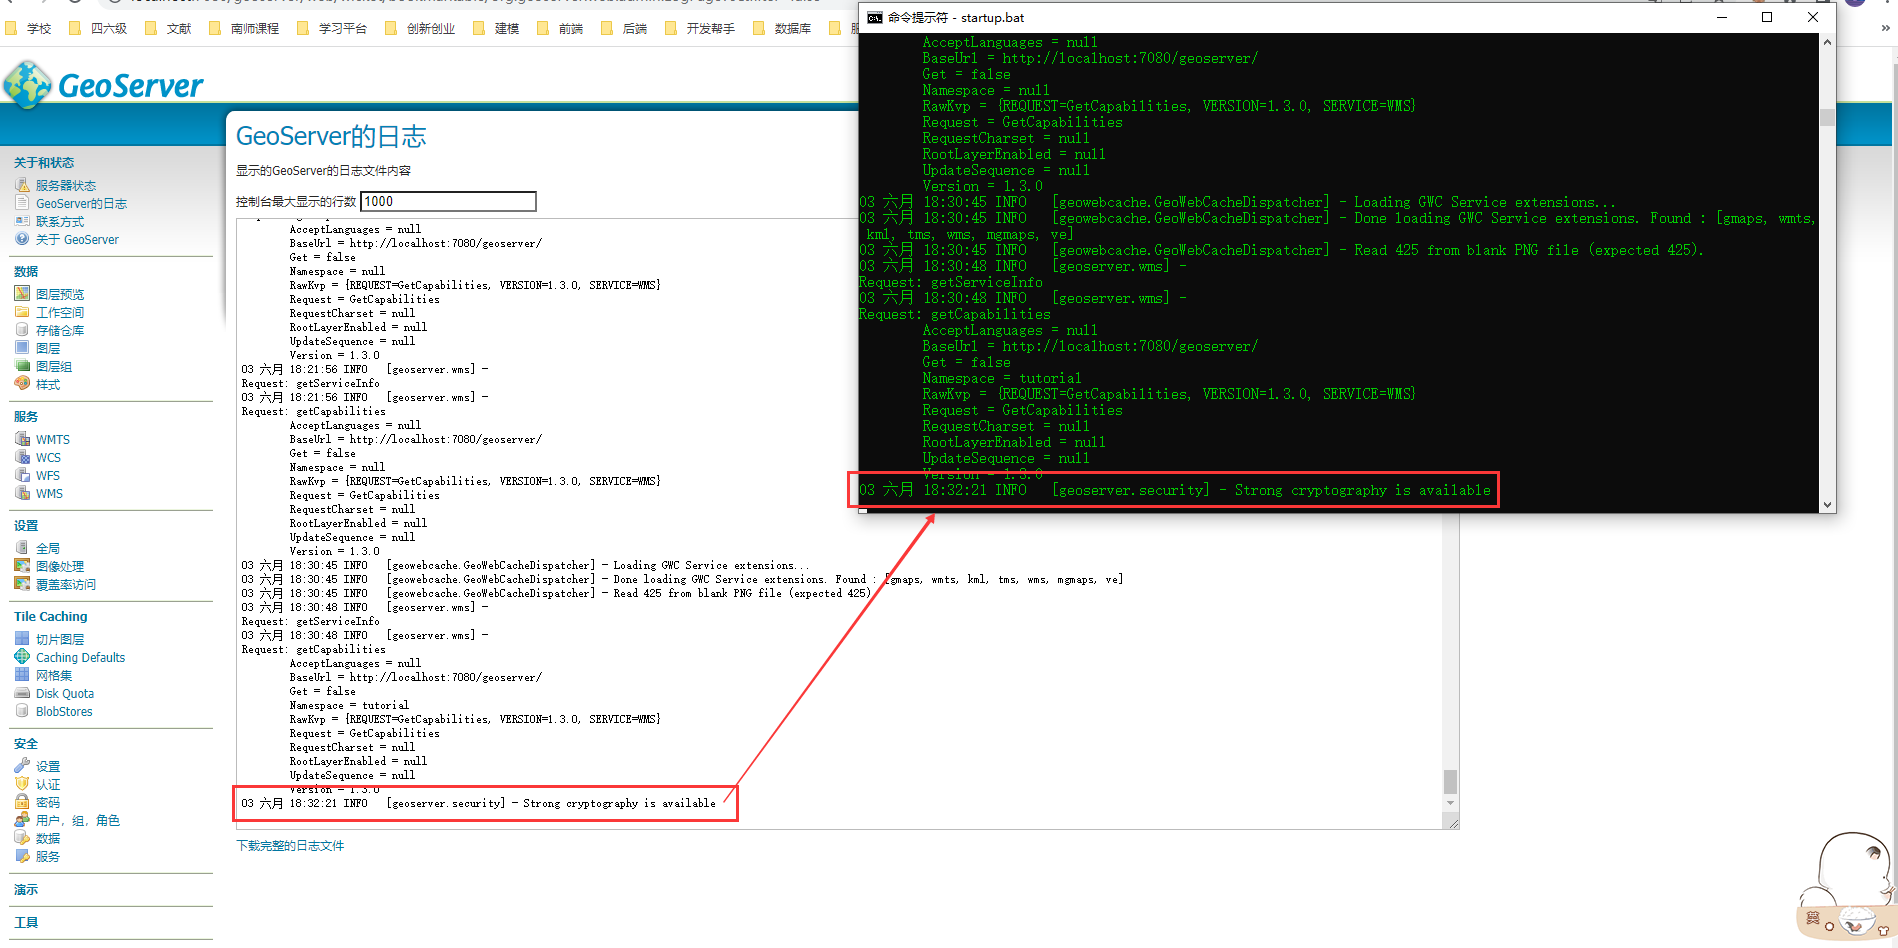 学校 四六级 文献 南师课程 学习平台 创新创业 建模 前端 后端 开发帮手 数据库
GeoServer
关于和状态
服务器状态
GeoServer的日志
联系方式
关于 GeoServer
数据
图层预览
工作空间
存储仓库
图层
图层组
样式
服务
WMTS
WCS
WFS
WMS
设置
全局
图像处理
覆盖率访问
Tile Caching
切片图层
Caching Defaults
网格集
Disk Quota
BlobStores
安全
设置
认证
密码
用户，组，角色
数据
服务
演示
工具
GeoServer的日志
显示的GeoServer的日志文件内容
控制台最大显示的行数 1000
AcceptLanguages = null
BaseUrl = http://localhost:7080/geoserver/
Get = false
Namespace = null
RawKvp = {REQUEST=GetCapabilities, VERSION=1.3.0, SERVICE=WMS}
Request = GetCapabilities
RequestCharset = null
RootLayerEnabled = null
UpdateSequence = null
Version = 1.3.0
03 六月 18:21:56 INFO [geoserver.wms] -
Request: getServiceInfo
03 六月 18:21:56 INFO [geoserver.wms] -
Request: getCapabilities
AcceptLanguages = null
BaseUrl = http://localhost:7080/geoserver/
Get = false
Namespace = null
RawKvp = {REQUEST=GetCapabilities, VERSION=1.3.0, SERVICE=WMS}
Request = GetCapabilities
RequestCharset = null
RootLayerEnabled = null
UpdateSequence = null
Version = 1.3.0
03 六月 18:30:45 INFO [geowebcache.GeoWebCacheDispatcher] - Loading GWC Service extensions...
03 六月 18:30:45 INFO [geowebcache.GeoWebCacheDispatcher] - Done loading GWC Service extensions. Found : [gmaps, wmts, kml, tms, wms, mgmaps, ve]
03 六月 18:30:45 INFO [geowebcache.GeoWebCacheDispatcher] - Read 425 from blank PNG file (expected 425)
03 六月 18:30:48 INFO [geoserver.wms] -
Request: getServiceInfo
03 六月 18:30:48 INFO [geoserver.wms] -
Request: getCapabilities
AcceptLanguages = null
BaseUrl = http://localhost:7080/geoserver/
Get = false
Namespace = tutorial
RawKvp = {REQUEST=GetCapabilities, VERSION=1.3.0, SERVICE=WMS}
Request = GetCapabilities
RequestCharset = null
RootLayerEnabled = null
UpdateSequence = null
Version = 1.3.0
03 六月 18:32:21 INFO [geoserver.security] - Strong cryptography is available
下载完整的日志文件
命令提示符 - startup.bat
AcceptLanguages = null
BaseUrl = http://localhost:7080/geoserver/
Get = false
Namespace = null
RawKvp = {REQUEST=GetCapabilities, VERSION=1.3.0, SERVICE=WMS}
Request = GetCapabilities
RequestCharset = null
RootLayerEnabled = null
UpdateSequence = null
Version = 1.3.0
03 六月 18:30:45 INFO [geowebcache.GeoWebCacheDispatcher] - Loading GWC Service extensions...
03 六月 18:30:45 INFO [geowebcache.GeoWebCacheDispatcher] - Done loading GWC Service extensions. Found : [gmaps, wmts,
kml, tms, wms, mgmaps, ve]
03 六月 18:30:45 INFO [geowebcache.GeoWebCacheDispatcher] - Read 425 from blank PNG file (expected 425).
03 六月 18:30:48 INFO [geoserver.wms] -
Request: getServiceInfo
03 六月 18:30:48 INFO [geoserver.wms] -
Request: getCapabilities
AcceptLanguages = null
BaseUrl = http://localhost:7080/geoserver/
Get = false
Namespace = tutorial
RawKvp = {REQUEST=GetCapabilities, VERSION=1.3.0, SERVICE=WMS}
Request = GetCapabilities
RequestCharset = null
RootLayerEnabled = null
UpdateSequence = null
Version = 1.3.0
03 六月 18:32:21 INFO [geoserver.security] - Strong cryptography is available